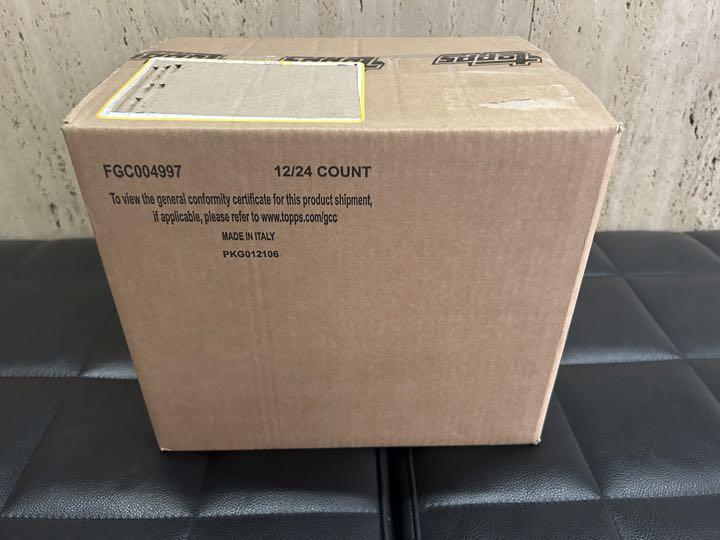 topps
FGC004997 12/24 COUNT
To view the general conformity certificate for this product shipment,
if applicable, please refer to www.topps.com/gcc
MADE IN ITALY
PKG012106